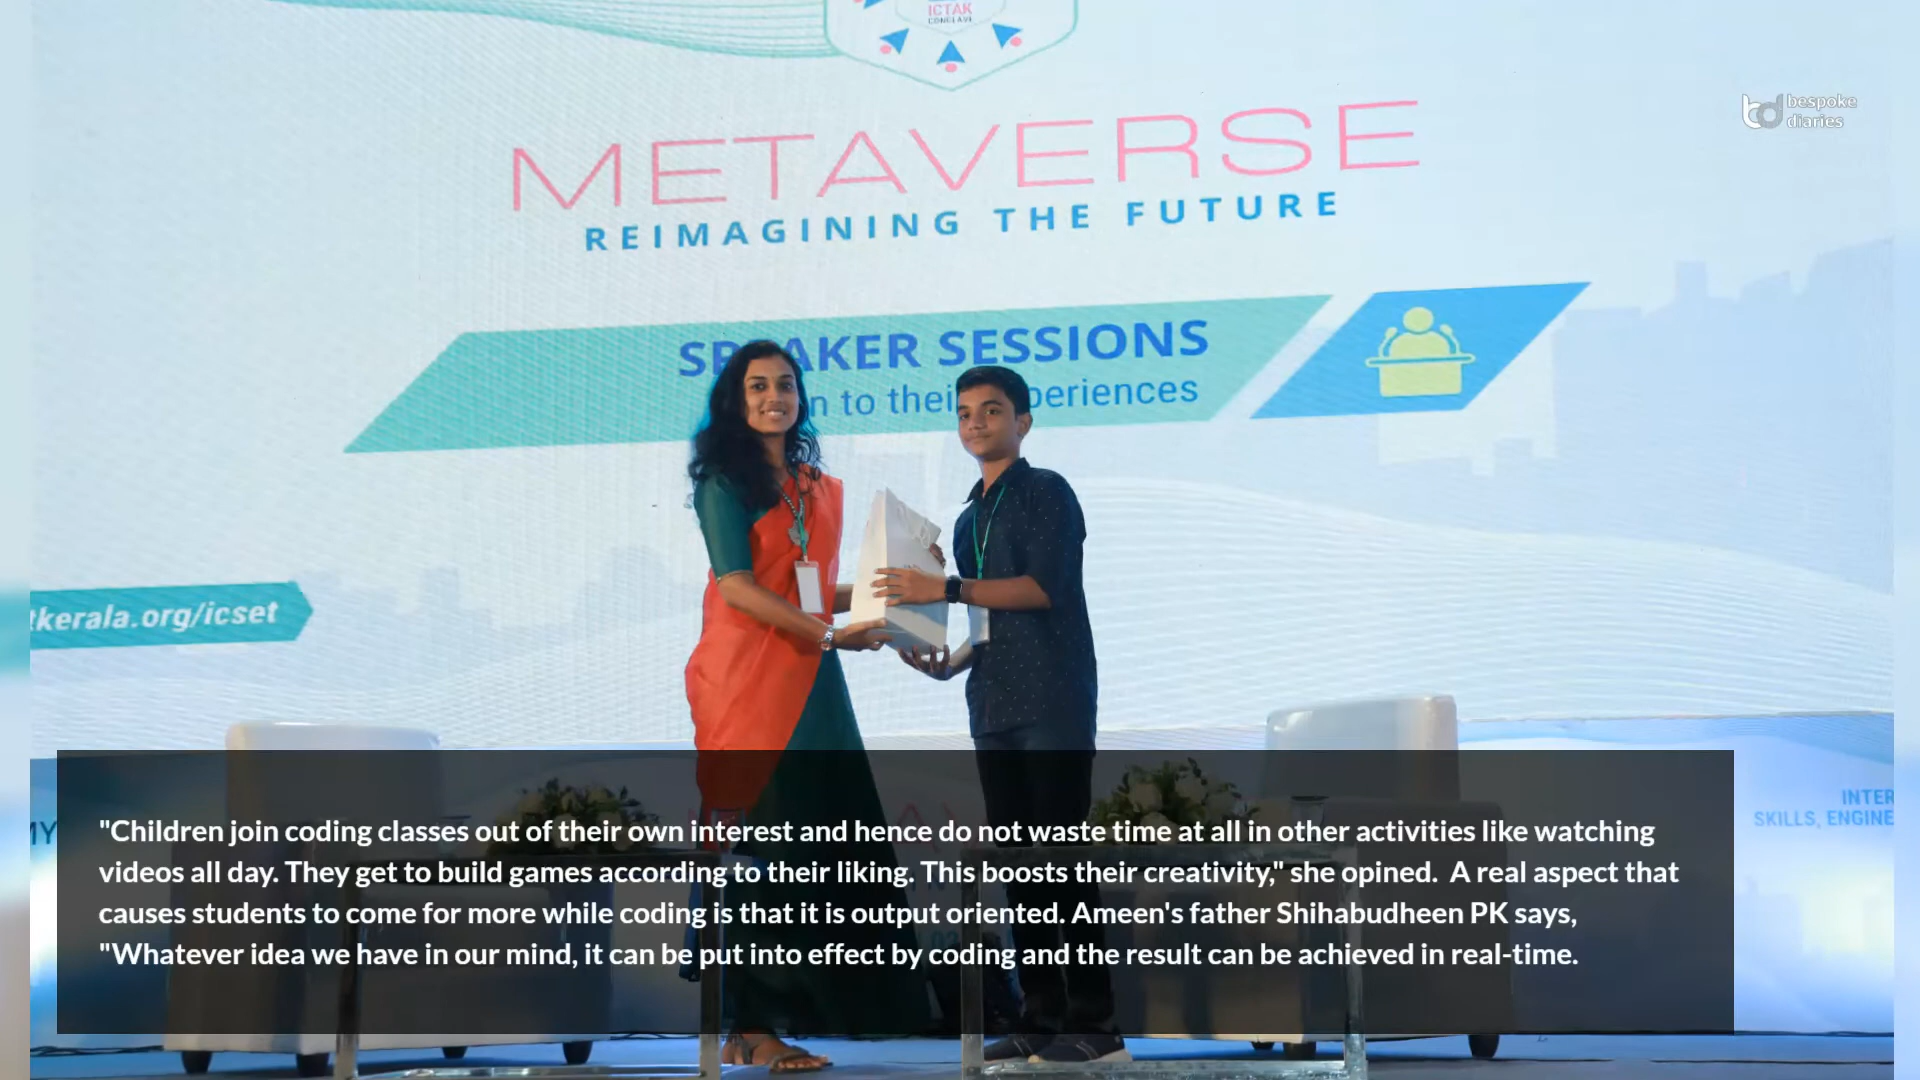 ICTAK
CONCLAVE
bespoke
diaries
METAVERSE
REIMAGINING THE FUTURE
SPEAKER SESSIONS
to their experiences
tkerala.org/icset
INTER
SKILLS, ENGINE
"Children join coding classes out of their own interest and hence do not waste time at all in other activities like watching
videos all day. They get to build games according to their liking. This boosts their creativity," she opined. A real aspect that
causes students to come for more while coding is that it is output oriented. Ameen's father Shihabudheen PK says,
"Whatever idea we have in our mind, it can be put into effect by coding and the result can be achieved in real-time.